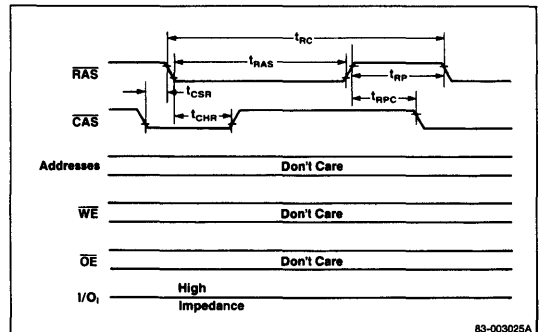 tRC
tRAS
RAS
tRP
tCSR
tRPC
CAS
tCHR
Addresses
Don't Care
WE
Don't Care
OE
Don't Care
High
I/Oi
Impedance
83-003025A